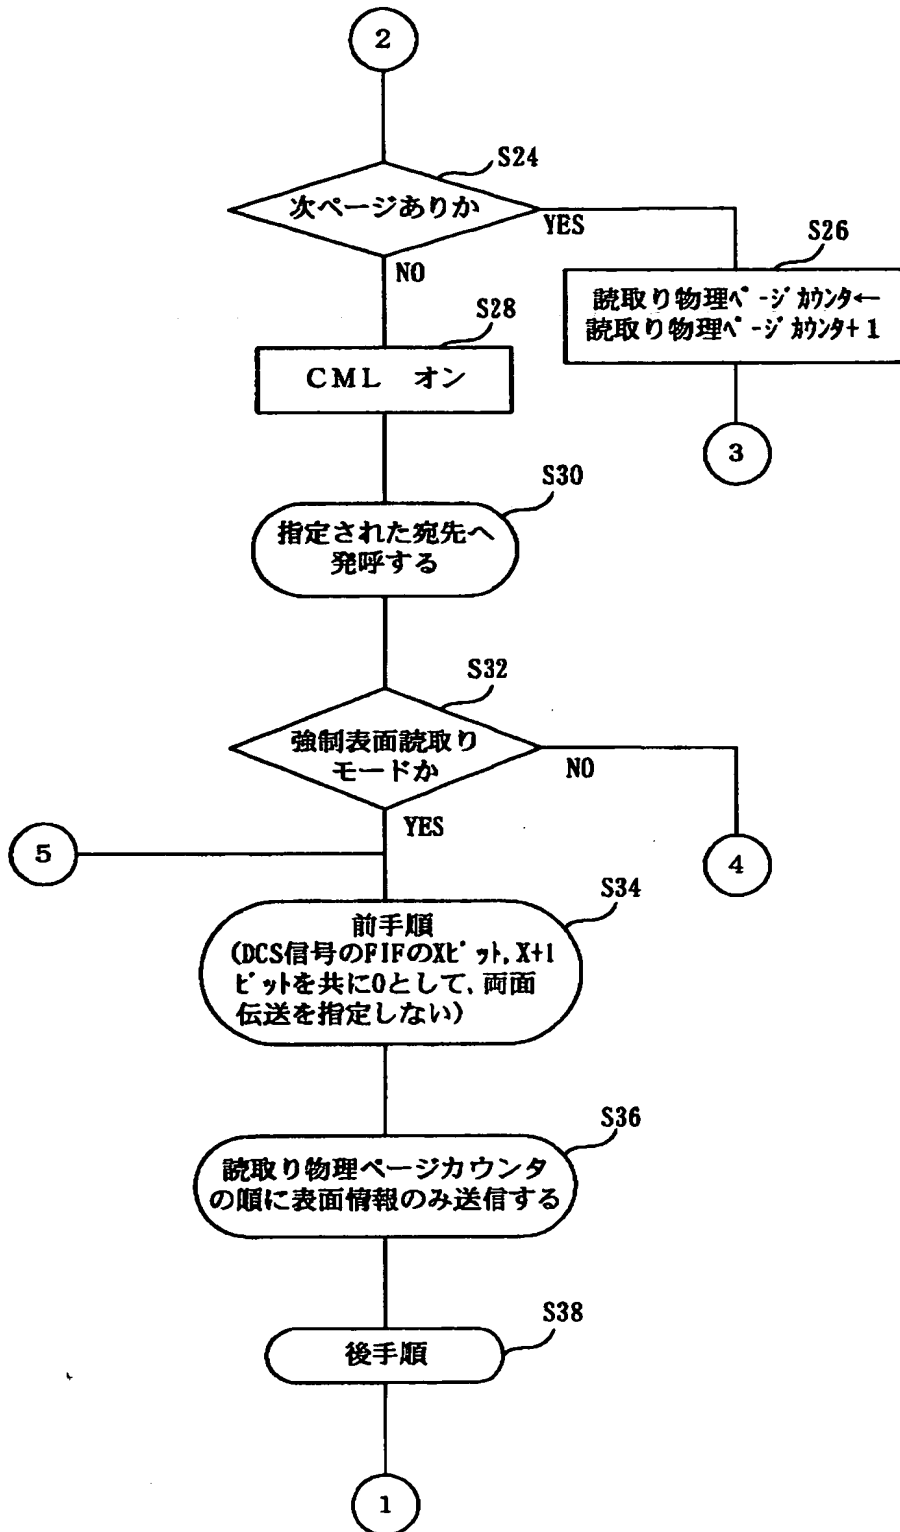 2
S24
次ページありか
YES
NO
S26
読取り物理ページカウンタ←
読取り物理ページカウンタ+1
3
S28
CML オン
S30
指定された宛先へ
発呼する
S32
強制表面読取り
モードか
NO
YES
5
4
S34
前手順
(DCS信号のFIFのXビット,X+1
ビットを共に0として、両面
伝送を指定しない)
S36
読取り物理ページカウンタ
の順に表面情報のみ送信する
S38
後手順
1